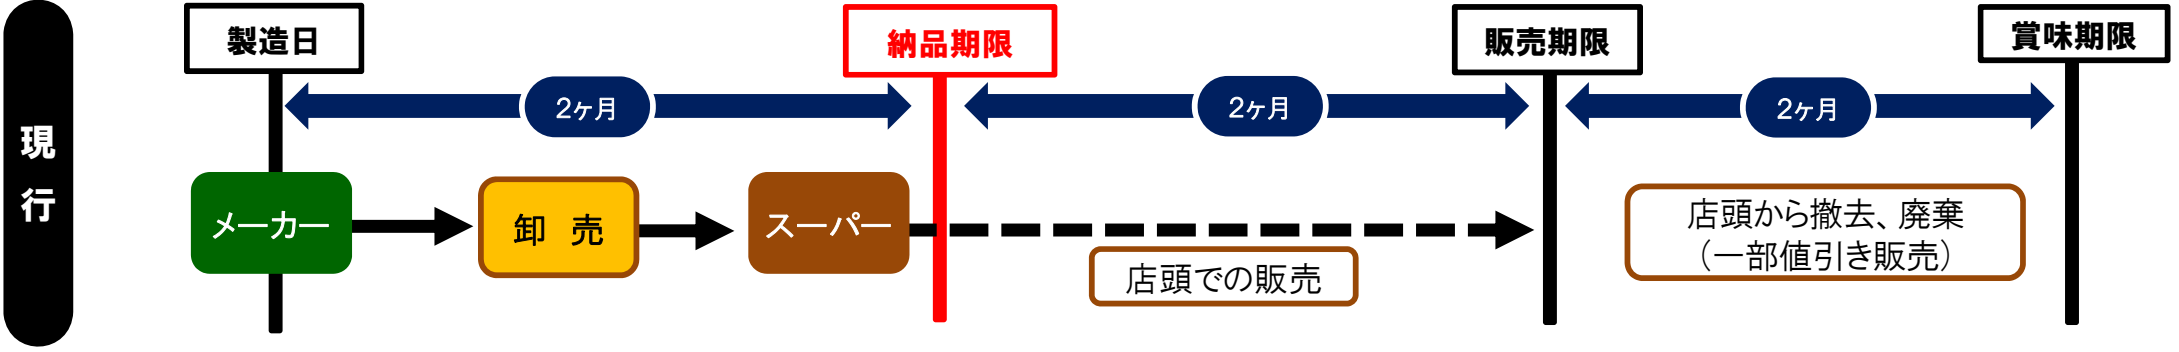 現行
製造日
納品期限
販売期限
賞味期限
2ヶ月
2ヶ月
2ヶ月
メーカー
卸 売
スーパー
店頭での販売
店頭から撤去、廃棄
（一部値引き販売）